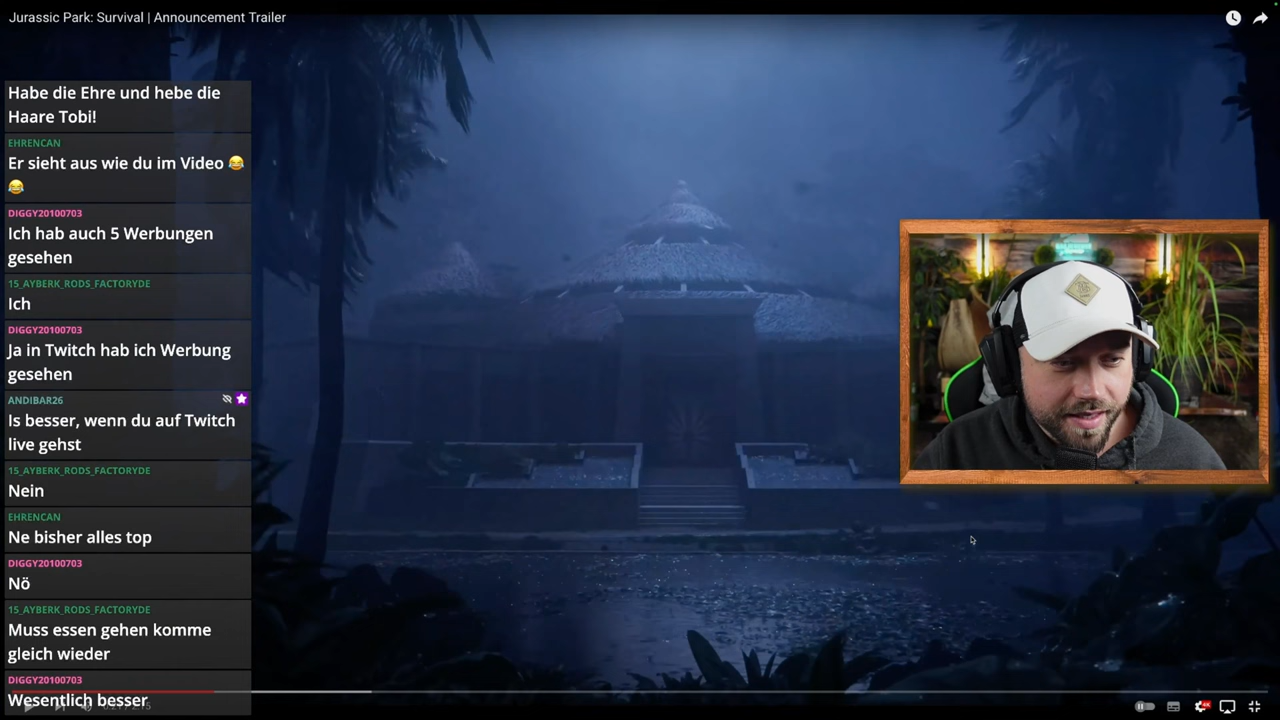 Jurassic Park: Survival | Announcement Trailer
Habe die Ehre und hebe die
Haare Tobi!
EHRENCAN
Er sieht aus wie du im Video 😂
😂
DIGGY20100703
Ich hab auch 5 Werbungen
gesehen
15_AYBERK_RODS_FACTORYDE
Ich
DIGGY20100703
Ja in Twitch hab ich Werbung
gesehen
ANDIBAR26
Is besser, wenn du auf Twitch
live gehst
15_AYBERK_RODS_FACTORYDE
Nein
EHRENCAN
Ne bisher alles top
DIGGY20100703
Nö
15_AYBERK_RODS_FACTORYDE
Muss essen gehen komme
gleich wieder
DIGGY20100703
Wesentlich besser